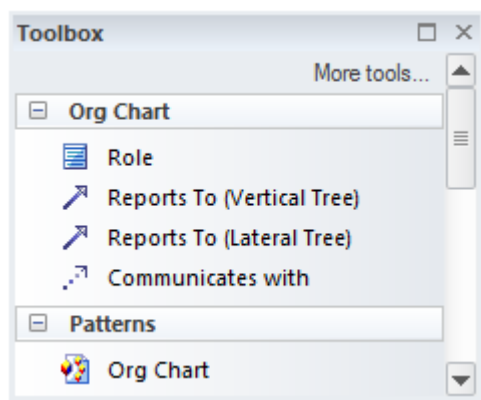 Toolbox
More tools...
Org Chart
Role
Reports To (Vertical Tree)
Reports To (Lateral Tree)
Communicates with
Patterns
Org Chart